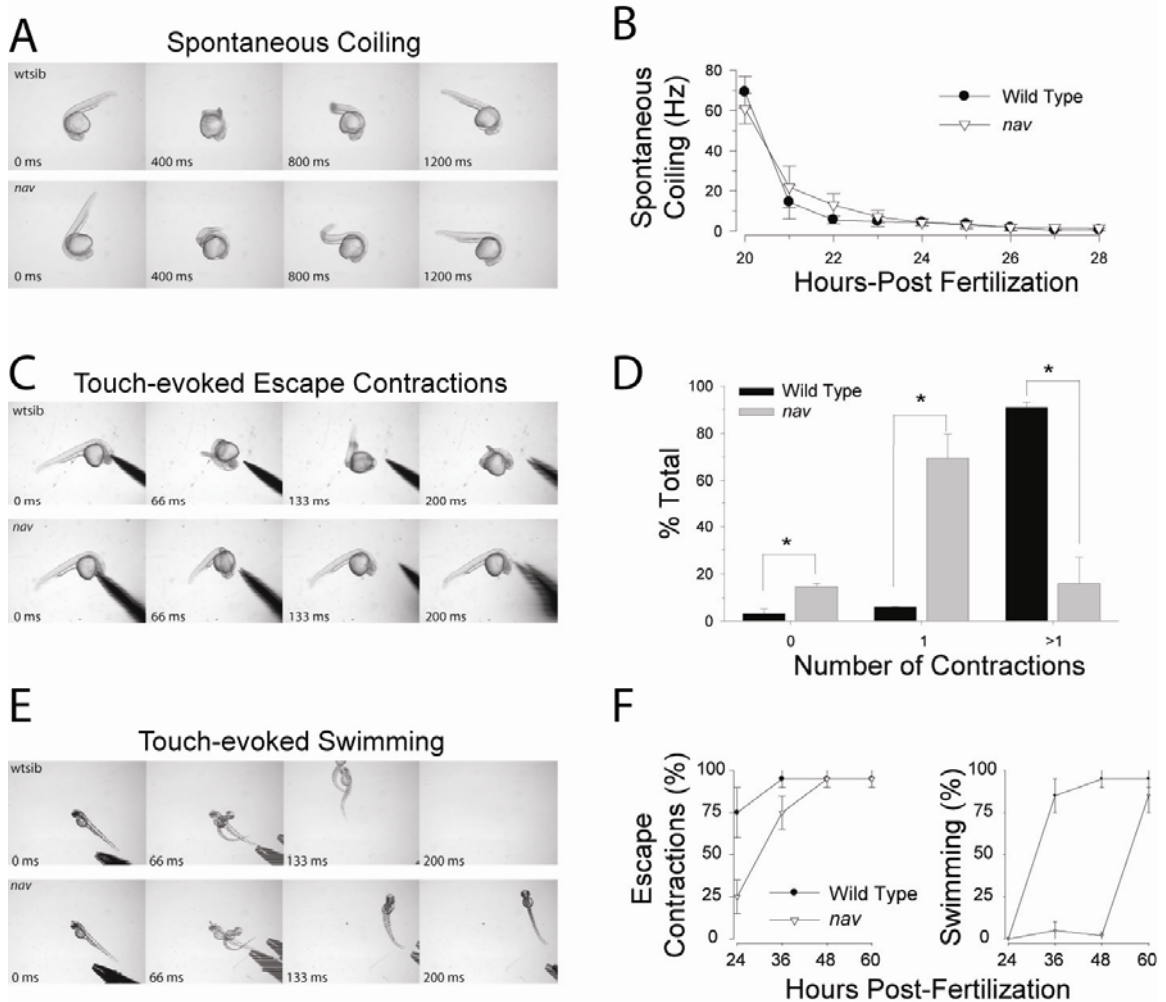 A
Spontaneous Coiling
wtsib
0 ms
400 ms
800 ms
1200 ms
nav
0 ms
400 ms
800 ms
1200 ms
B
Spontaneous
Coiling (Hz)
80
60
40
20
0
Wild Type
nav
20
22
24
26
28
Hours-Post Fertilization
C
Touch-evoked Escape Contractions
wtsib
0 ms
66 ms
133 ms
200 ms
nav
0 ms
66 ms
133 ms
200 ms
D
% Total
100
80
60
40
20
0
Wild Type
nav
*
*
*
0
1
>1
Number of Contractions
E
Touch-evoked Swimming
wtsib
0 ms
66 ms
133 ms
200 ms
nav
0 ms
66 ms
133 ms
200 ms
F
Escape
Contractions (%)
100
75
50
25
0
Wild Type
nav
24 36 48 60
Swimming (%)
100
75
50
25
0
24 36 48 60
Hours Post-Fertilization